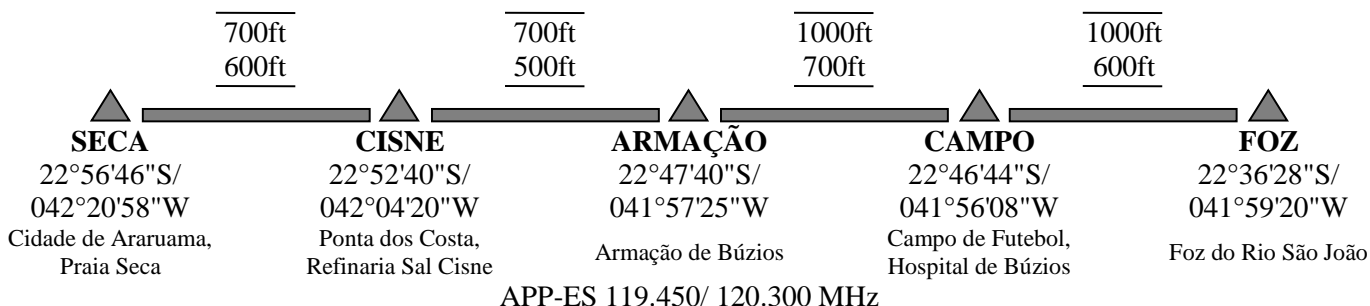 700ft 700ft 1000ft 1000ft
600ft 500ft 700ft 600ft
SECA CISNE ARMAÇÃO CAMPO FOZ
22°56'46"S/ 22°52'40"S/ 22°47'40"S/ 22°46'44"S/ 22°36'28"S/
042°20'58"W 042°04'20"W 041°57'25"W 041°56'08"W 041°59'20"W
Cidade de Araruama, Ponta dos Costa, Armação de Búzios Campo de Futebol, Foz do Rio São João
Praia Seca Refinaria Sal Cisne Hospital de Búzios
APP-ES 119.450/ 120.300 MHz